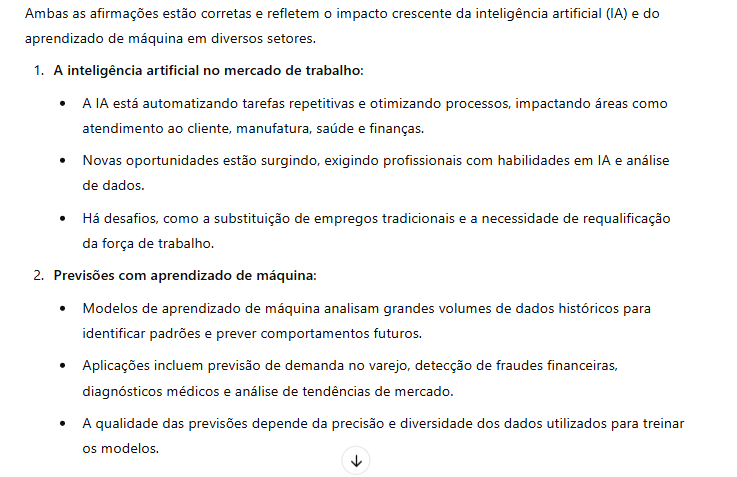 Ambas as afirmações estão corretas e refletem o impacto crescente da inteligência artificial (IA) e do
aprendizado de máquina em diversos setores.
1. A inteligência artificial no mercado de trabalho:
• A IA está automatizando tarefas repetitivas e otimizando processos, impactando áreas como
atendimento ao cliente, manufatura, saúde e finanças.
• Novas oportunidades estão surgindo, exigindo profissionais com habilidades em IA e análise
de dados.
• Há desafios, como a substituição de empregos tradicionais e a necessidade de requalificação
da força de trabalho.
2. Previsões com aprendizado de máquina:
• Modelos de aprendizado de máquina analisam grandes volumes de dados históricos para
identificar padrões e prever comportamentos futuros.
• Aplicações incluem previsão de demanda no varejo, detecção de fraudes financeiras,
diagnósticos médicos e análise de tendências de mercado.
• A qualidade das previsões depende da precisão e diversidade dos dados utilizados para treinar
os modelos.